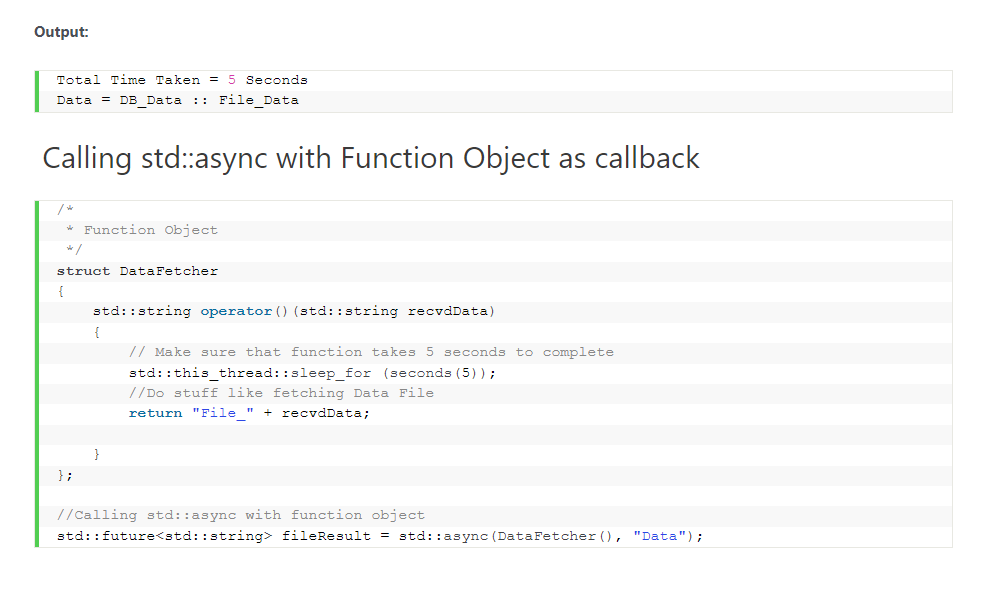 Output:
Total Time Taken = 5 Seconds
Data = DB_Data :: File_Data
Calling std::async with Function Object as callback
/*
 * Function Object
 */
struct DataFetcher
{
    std::string operator()(std::string recvdData)
    {
        // Make sure that function takes 5 seconds to complete
        std::this_thread::sleep_for (seconds(5));
        //Do stuff like fetching Data File
        return "File_" + recvdData;
    }
};
//Calling std::async with function object
std::future<std::string> fileResult = std::async(DataFetcher(), "Data");